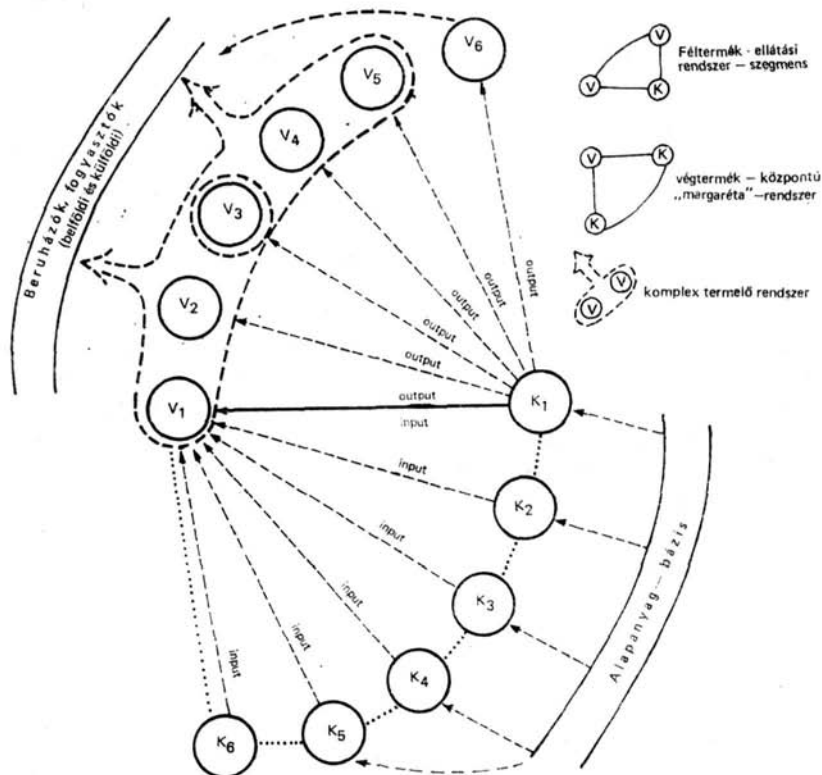 V6
V5
V4
V3
V2
V1
Beruházók, fogyasztók
(belföldi és külföldi)
output
output
output
output
output
output
input
input
input
input
input
input
K1
K2
K3
K4
K5
K6
Alapanyag – bázis
V
V
K
Féltermék - ellátási
rendszer – szegmens
V
K
K
végtermék – központú
„margaréta” –rendszer
V
V
komplex termelő rendszer